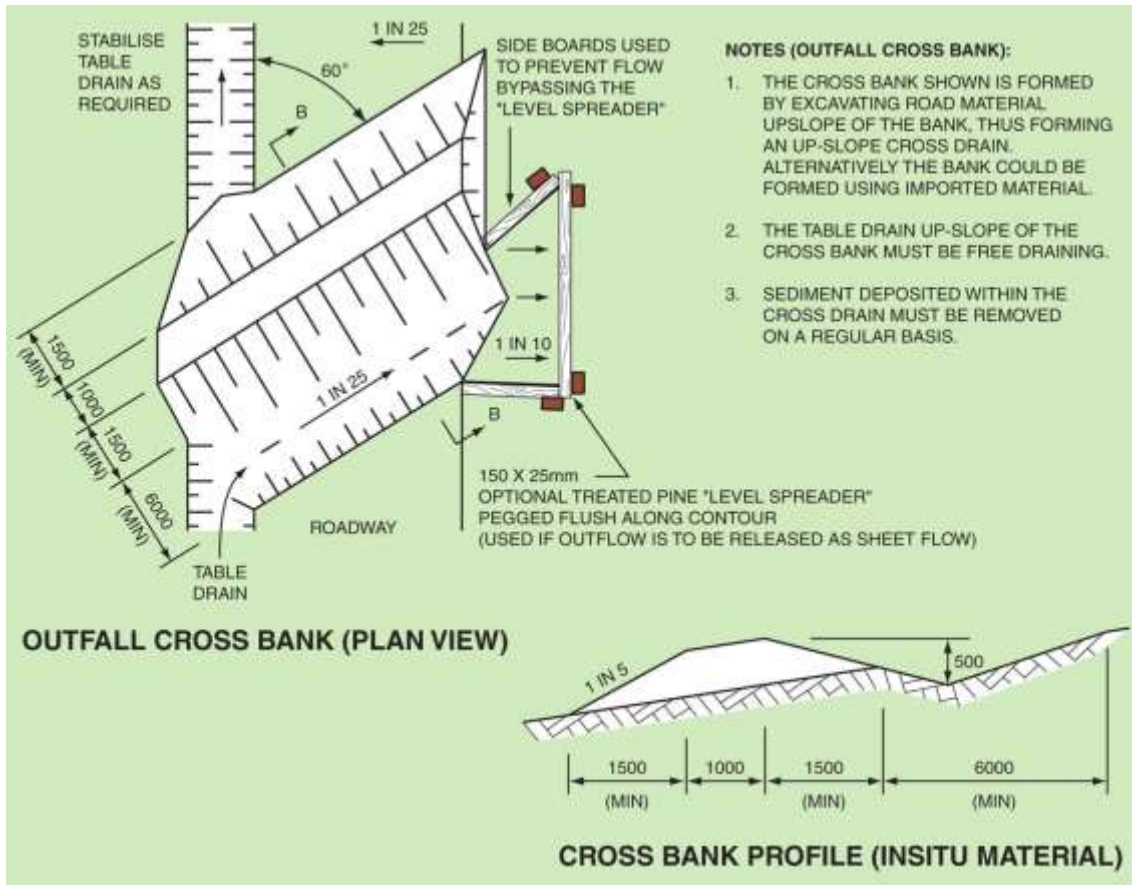 STABILISE
TABLE
DRAIN AS
REQUIRED
1 IN 25
60°
B
SIDE BOARDS USED
TO PREVENT FLOW
BYPASSING THE
"LEVEL SPREADER"
NOTES (OUTFALL CROSS BANK):
1. THE CROSS BANK SHOWN IS FORMED
BY EXCAVATING ROAD MATERIAL
UPSLOPE OF THE BANK, THUS FORMING
AN UP-SLOPE CROSS DRAIN.
ALTERNATIVELY THE BANK COULD BE
FORMED USING IMPORTED MATERIAL.
2. THE TABLE DRAIN UP-SLOPE OF THE
CROSS BANK MUST BE FREE DRAINING.
3. SEDIMENT DEPOSITED WITHIN THE
CROSS DRAIN MUST BE REMOVED
ON A REGULAR BASIS.
1500
(MIN)
1000
1500
(MIN)
6000
(MIN)
1 IN 25
1 IN 10
B
150 X 25mm
OPTIONAL TREATED PINE "LEVEL SPREADER"
PEGGED FLUSH ALONG CONTOUR
(USED IF OUTFLOW IS TO BE RELEASED AS SHEET FLOW)
ROADWAY
TABLE
DRAIN
OUTFALL CROSS BANK (PLAN VIEW)
1 IN 5
500
1500
(MIN)
1000
1500
(MIN)
6000
(MIN)
CROSS BANK PROFILE (INSITU MATERIAL)